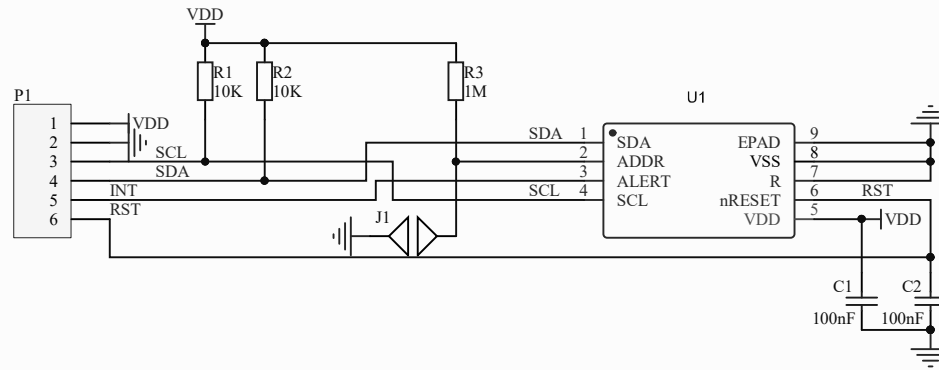 VDD
R1
10K
R2
10K
R3
1M
P1
1
2
3
4
5
6
VDD
SCL
SDA
INT
RST
J1
U1
SDA
SCL
1
2
3
4
SDA
ADDR
ALERT
SCL
EPAD
VSS
R
nRESET
VDD
9
8
7
6
5
RST
VDD
C1
100nF
C2
100nF